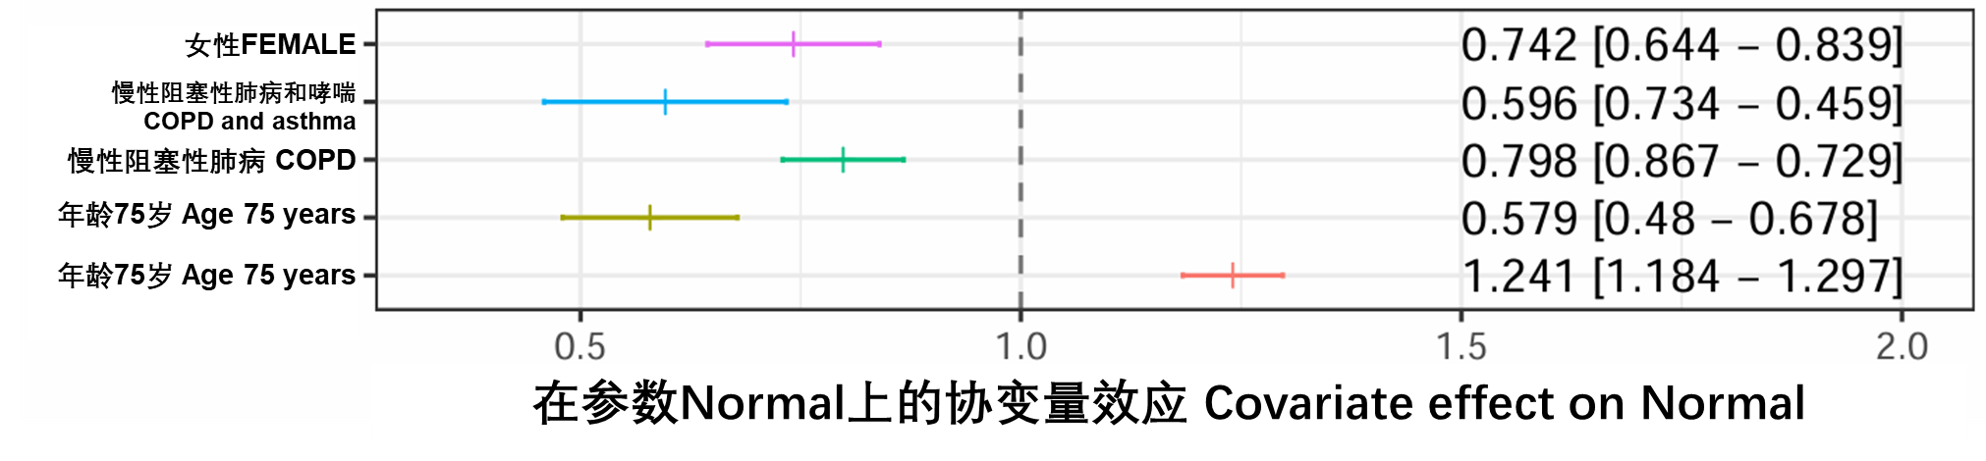 女性FEMALE
0.742 [0.644 – 0.839]
慢性阻塞性肺病和哮喘
COPD and asthma
0.596 [0.734 – 0.459]
慢性阻塞性肺病 COPD
0.798 [0.867 – 0.729]
年龄75岁 Age 75 years
0.579 [0.48 – 0.678]
年龄75岁 Age 75 years
1.241 [1.184 – 1.297]
0.5 1.0 1.5 2.0
在参数Normal上的协变量效应 Covariate effect on Normal